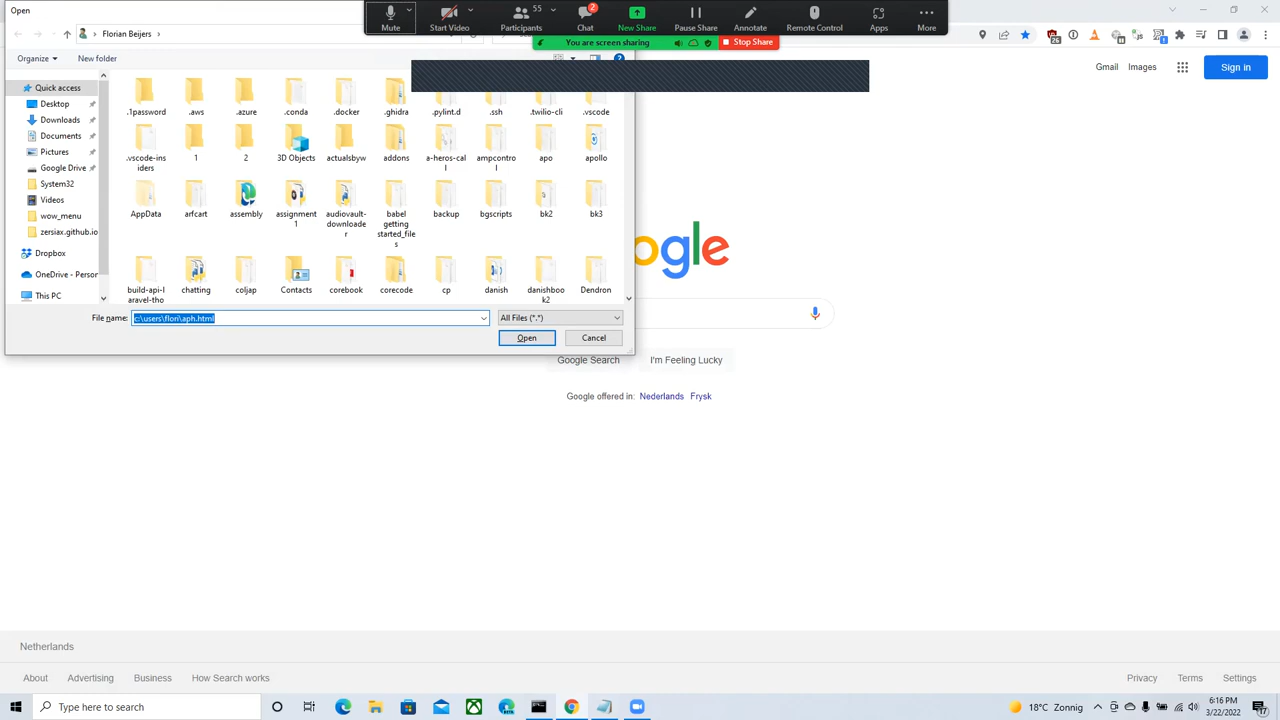 Open
Mute
Start Video
Participants
55
Chat
2
New Share
Pause Share
Annotate
Remote Control
Apps
More
You are screen sharing
Stop Share
Florian Beijers
Organize
New folder
Gmail
Images
Sign in
Quick access
Desktop
Downloads
Documents
Pictures
Google Drive
System32
Videos
wow_menu
zersiax.github.io
Dropbox
OneDrive - Person
This PC
.1password
.aws
.azure
.conda
.docker
.ghidra
.pylint.d
.ssh
.twilio-cli
.vscode
.vscode-insiders
1
2
3D Objects
actualsbyw
addons
a-heros-call
ampcontrol
apo
apollo
AppData
arfcart
assembly
assignment1
audiovault-downloader
babel getting started_files
backup
bgscripts
bk2
bk3
build-api-laravel-tho
chatting
coljap
Contacts
corebook
corecode
cp
danish
danishbook2
Dendron
File name:
c:\users\flori\aph.html
All Files (*.*)
Open
Cancel
ogle
Google Search
I'm Feeling Lucky
Google offered in: Nederlands Frysk
Netherlands
About
Advertising
Business
How Search works
Privacy
Terms
Settings
Type here to search
18°C Zonnig
6:16 PM
3/22/2022